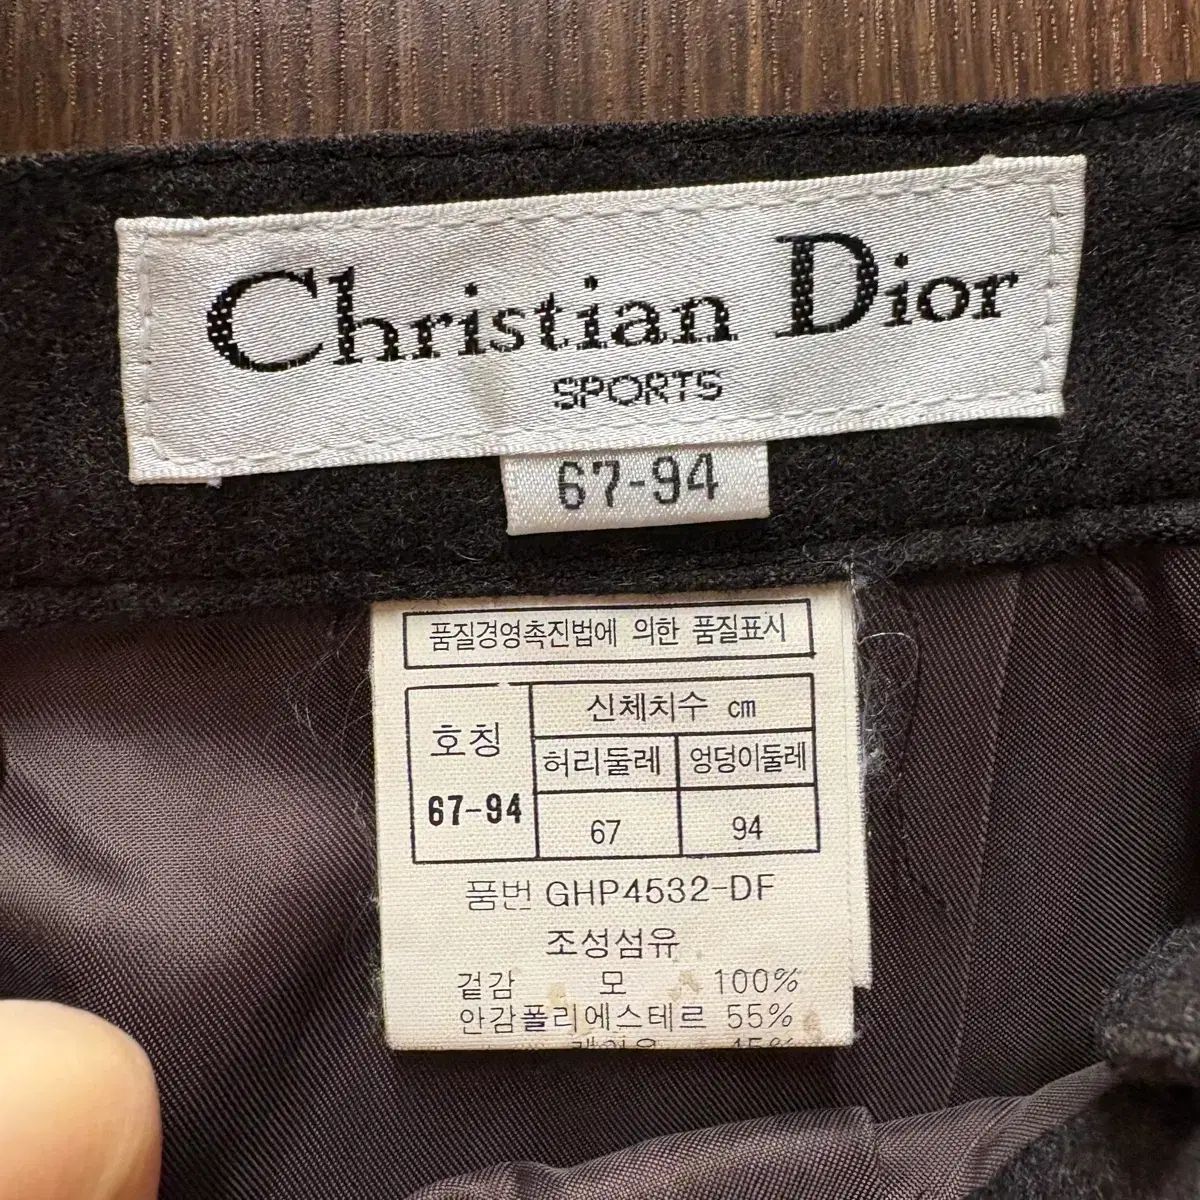 Christian Dior
SPORTS
67-94
품질경영촉진법에 의한 품질표시
호칭
신체치수 cm
허리둘레 엉덩이둘레
67-94
67 94
품번 GHP4532-DF
조성섬유
겉감 모 100%
안감폴리에스테르 55%
45%